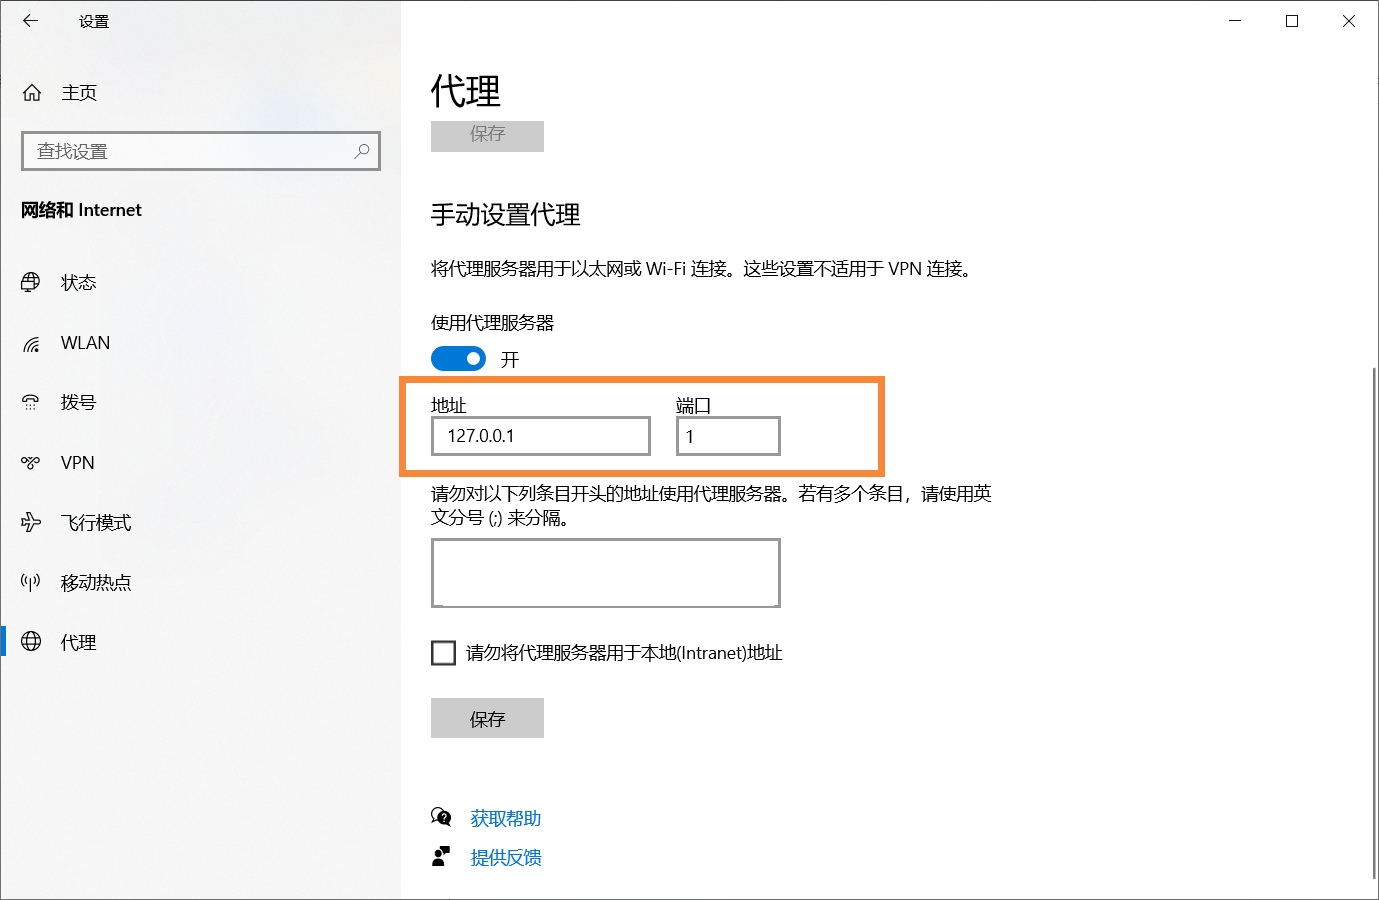 设置
主页
查找设置
网络和 Internet
状态
WLAN
拨号
VPN
飞行模式
移动热点
代理
代理
保存
手动设置代理
将代理服务器用于以太网或 Wi-Fi 连接。这些设置不适用于 VPN 连接。
使用代理服务器
开
地址 端口
127.0.0.1 1
请勿对以下列条目开头的地址使用代理服务器。若有多个条目，请使用英
文分号 (;) 来分隔。
请勿将代理服务器用于本地(Intranet)地址
保存
获取帮助
提供反馈